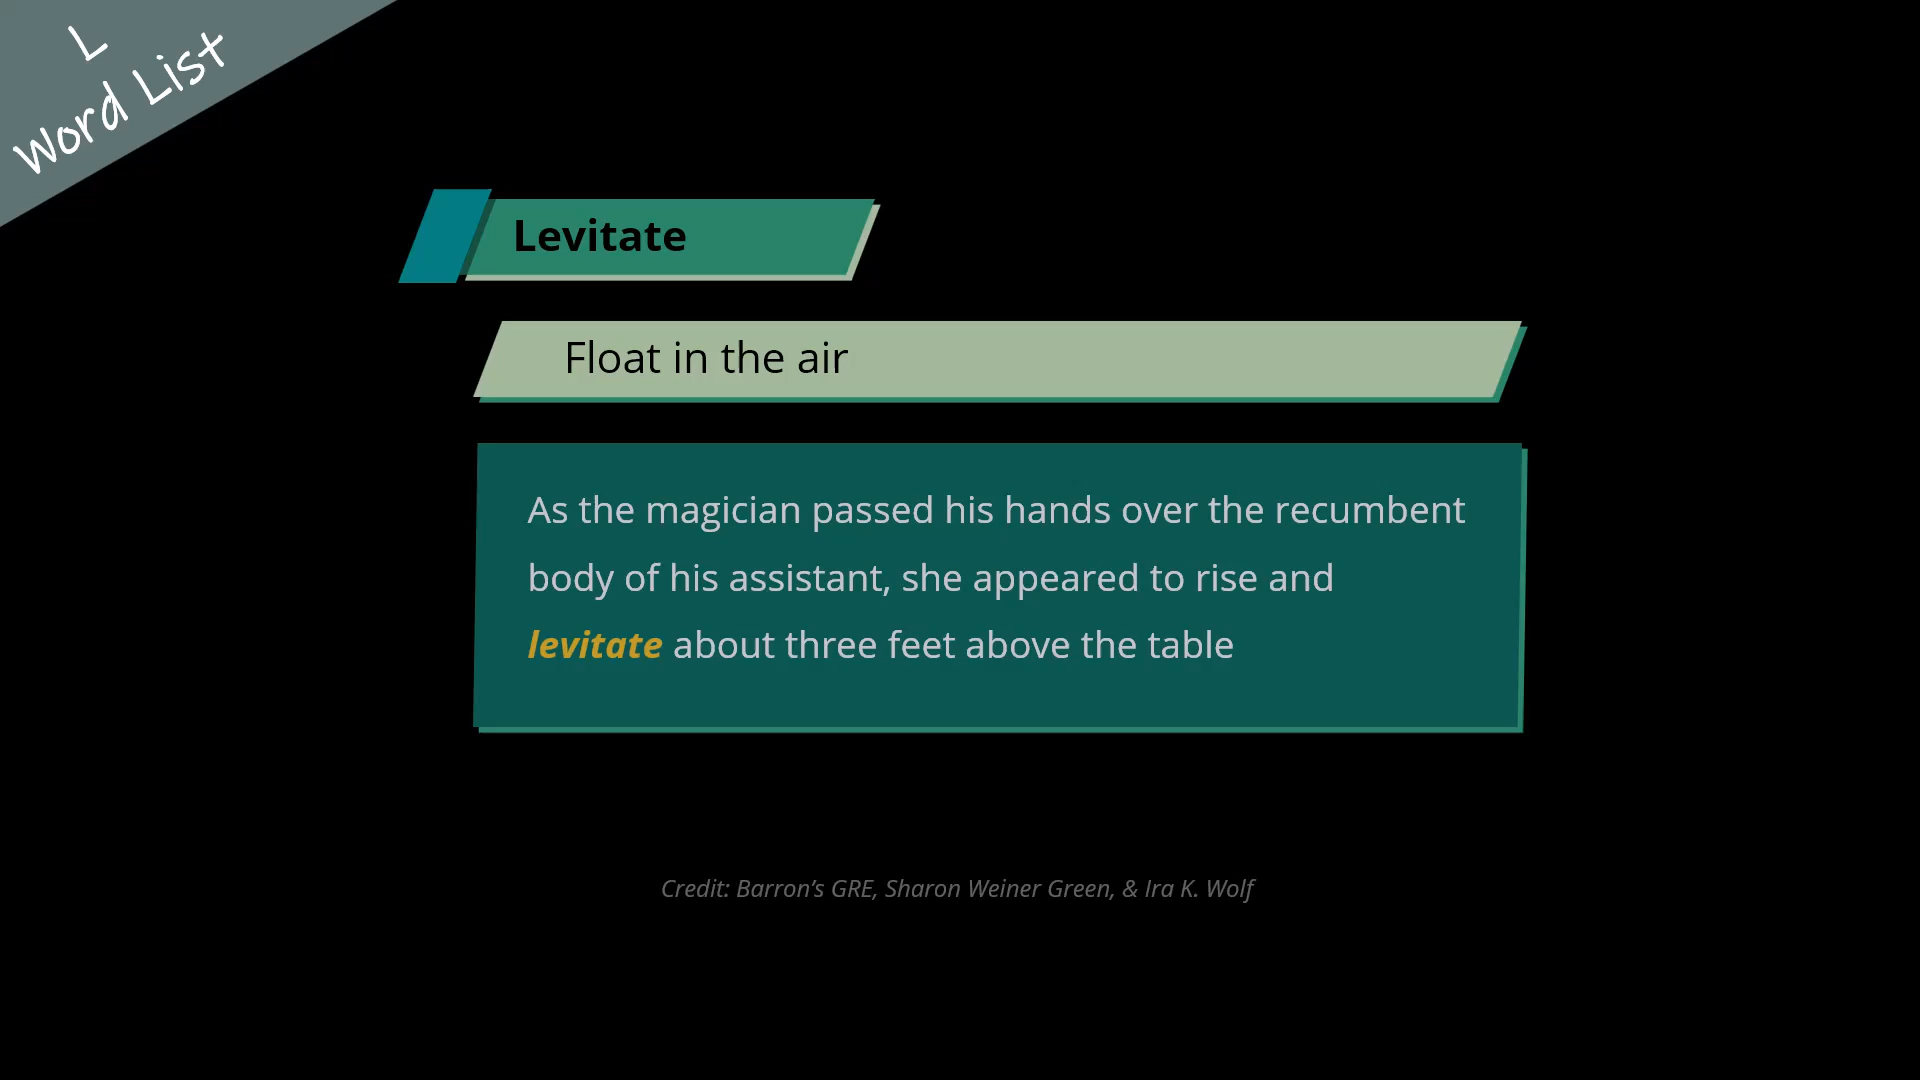 L
Word List
Levitate
Float in the air
As the magician passed his hands over the recumbent
body of his assistant, she appeared to rise and
levitate about three feet above the table
Credit: Barron’s GRE, Sharon Weiner Green, & Ira K. Wolf